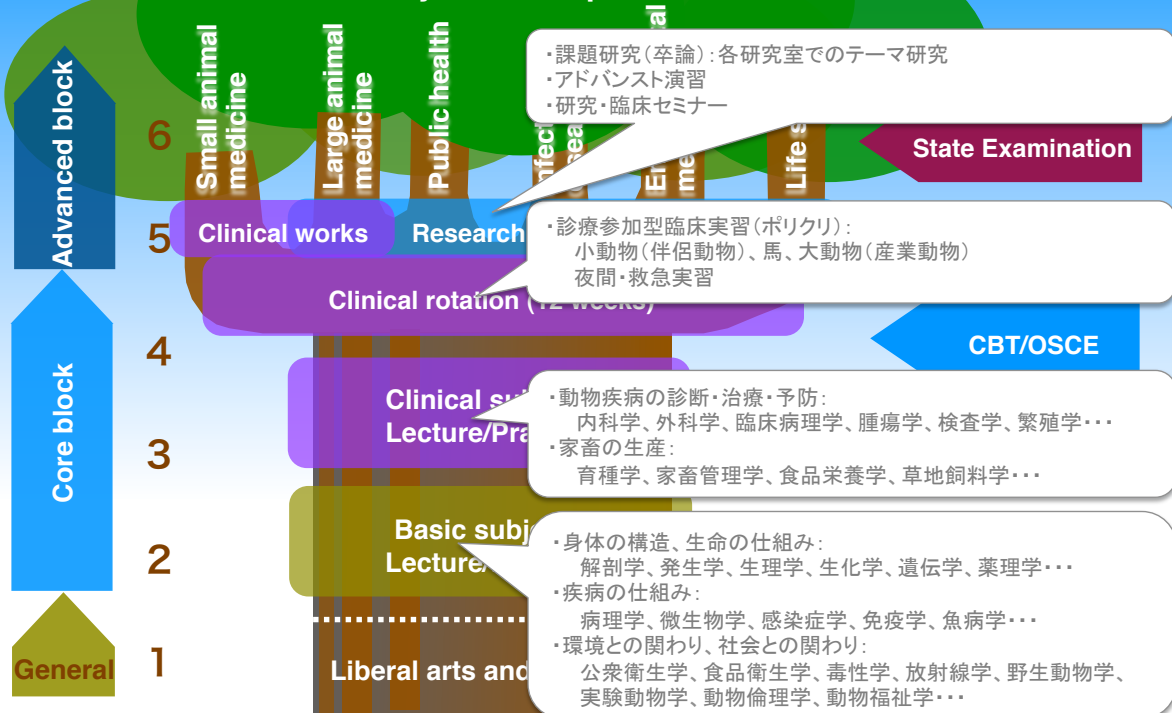 Advanced block
Core block
General
6
5
4
3
2
1
Small animal
medicine
Large animal
medicine
Public health
・課題研究(卒論):各研究室でのテーマ研究
・アドバンスト演習
・研究・臨床セミナー
State Examination
Clinical works
Research
・診療参加型臨床実習(ポリクリ):
小動物(伴侶動物)、馬、大動物(産業動物)
夜間・救急実習
Clinical rotation (12 weeks)
CBT/OSCE
Clinical
Lecture/
・動物疾病の診断・治療・予防:
内科学、外科学、臨床病理学、腫瘍学、検査学、繁殖学・・・
・家畜の生産:
育種学、家畜管理学、食品栄養学、草地飼料学・・・
Basic
Lecture/
・身体の構造、生命の仕組み:
解剖学、発生学、生理学、生化学、遺伝学、薬理学・・・
・疾病の仕組み:
病理学、微生物学、感染症学、免疫学、魚病学・・・
・環境との関わり、社会との関わり:
公衆衛生学、食品衛生学、毒性学、放射線学、野生動物学、
実験動物学、動物倫理学、動物福祉学・・・
Liberal arts and